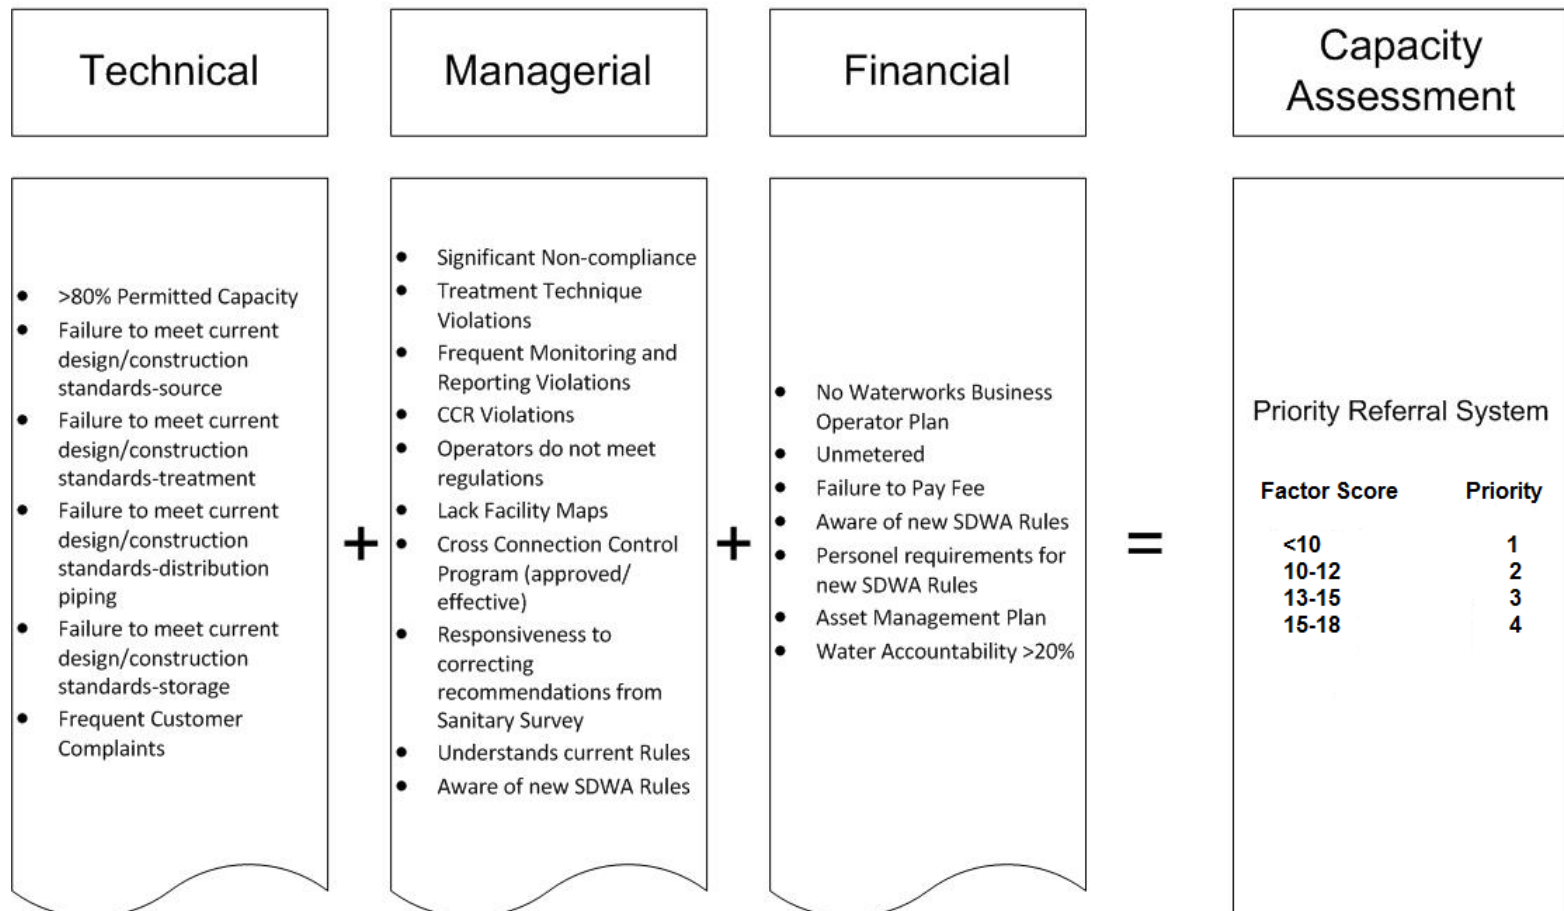 Technical
Managerial
Financial
Capacity
Assessment
● >80% Permitted Capacity
● Failure to meet current
design/construction
standards-source
● Failure to meet current
design/construction
standards-treatment
● Failure to meet current
design/construction
standards-distribution
piping
● Failure to meet current
design/construction
standards-storage
● Frequent Customer
Complaints
+
● Significant Non-compliance
● Treatment Technique
Violations
● Frequent Monitoring and
Reporting Violations
● CCR Violations
● Operators do not meet
regulations
● Lack Facility Maps
● Cross Connection Control
Program (approved/
effective)
● Responsiveness to
correcting
recommendations from
Sanitary Survey
● Understands current Rules
● Aware of new SDWA Rules
+
● No Waterworks Business
Operator Plan
● Unmetered
● Failure to Pay Fee
● Aware of new SDWA Rules
● Personel requirements for
new SDWA Rules
● Asset Management Plan
● Water Accountability >20%
=
Priority Referral System
Factor Score Priority
<10 1
10-12 2
13-15 3
15-18 4